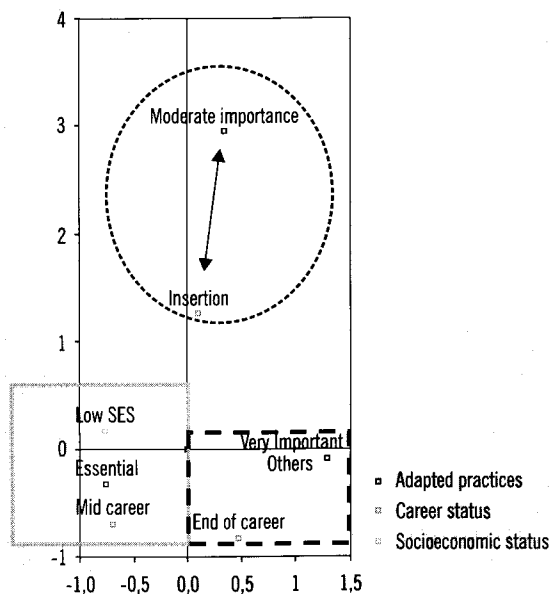 4
Moderate importance
3
2
Insertion
1
Low SES
0
Very Important
Essential
Others
Mid career
End of career
-1
-1,0 -0,5 0,0 0,5 1,0 1,5
Adapted practices
Career status
Socioeconomic status